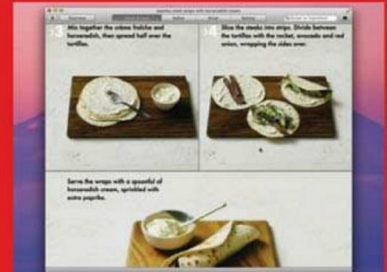 3 Mix together the crème fraîche and
horseradish, then spread half over the
tortillas.
4 Slice the steaks into strips. Divide between
the tortillas with the rocket, avocado and red
onion, wrapping the sides over.
Serve the wraps with a spoonful of
horseradish cream, sprinkled with
extra paprika.